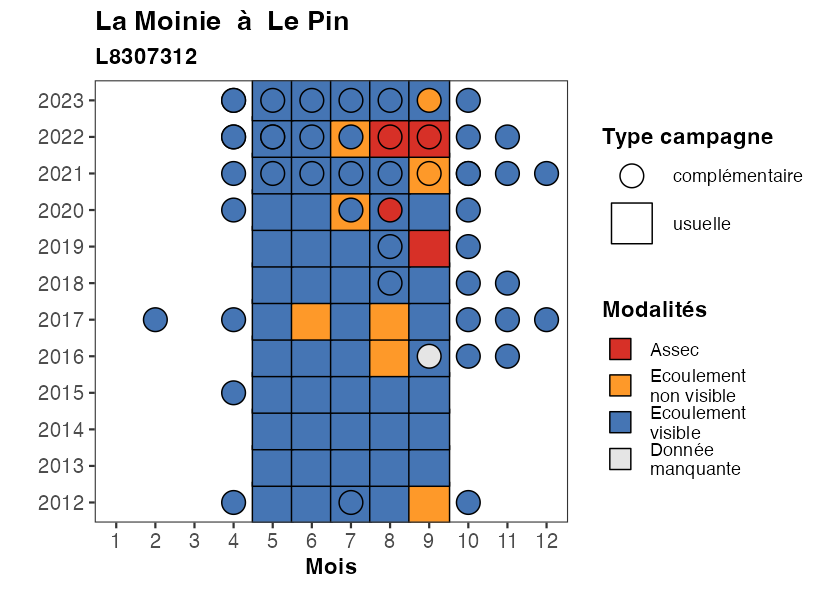 La Moinie à Le Pin
L8307312
2023
2022
2021
2020
2019
2018
2017
2016
2015
2014
2013
2012
1 2 3 4 5 6 7 8 9 10 11 12
Mois
Type campagne
complémentaire
usuelle
Modalités
Assec
Ecoulement
non visible
Ecoulement
visible
Donnée
manquante